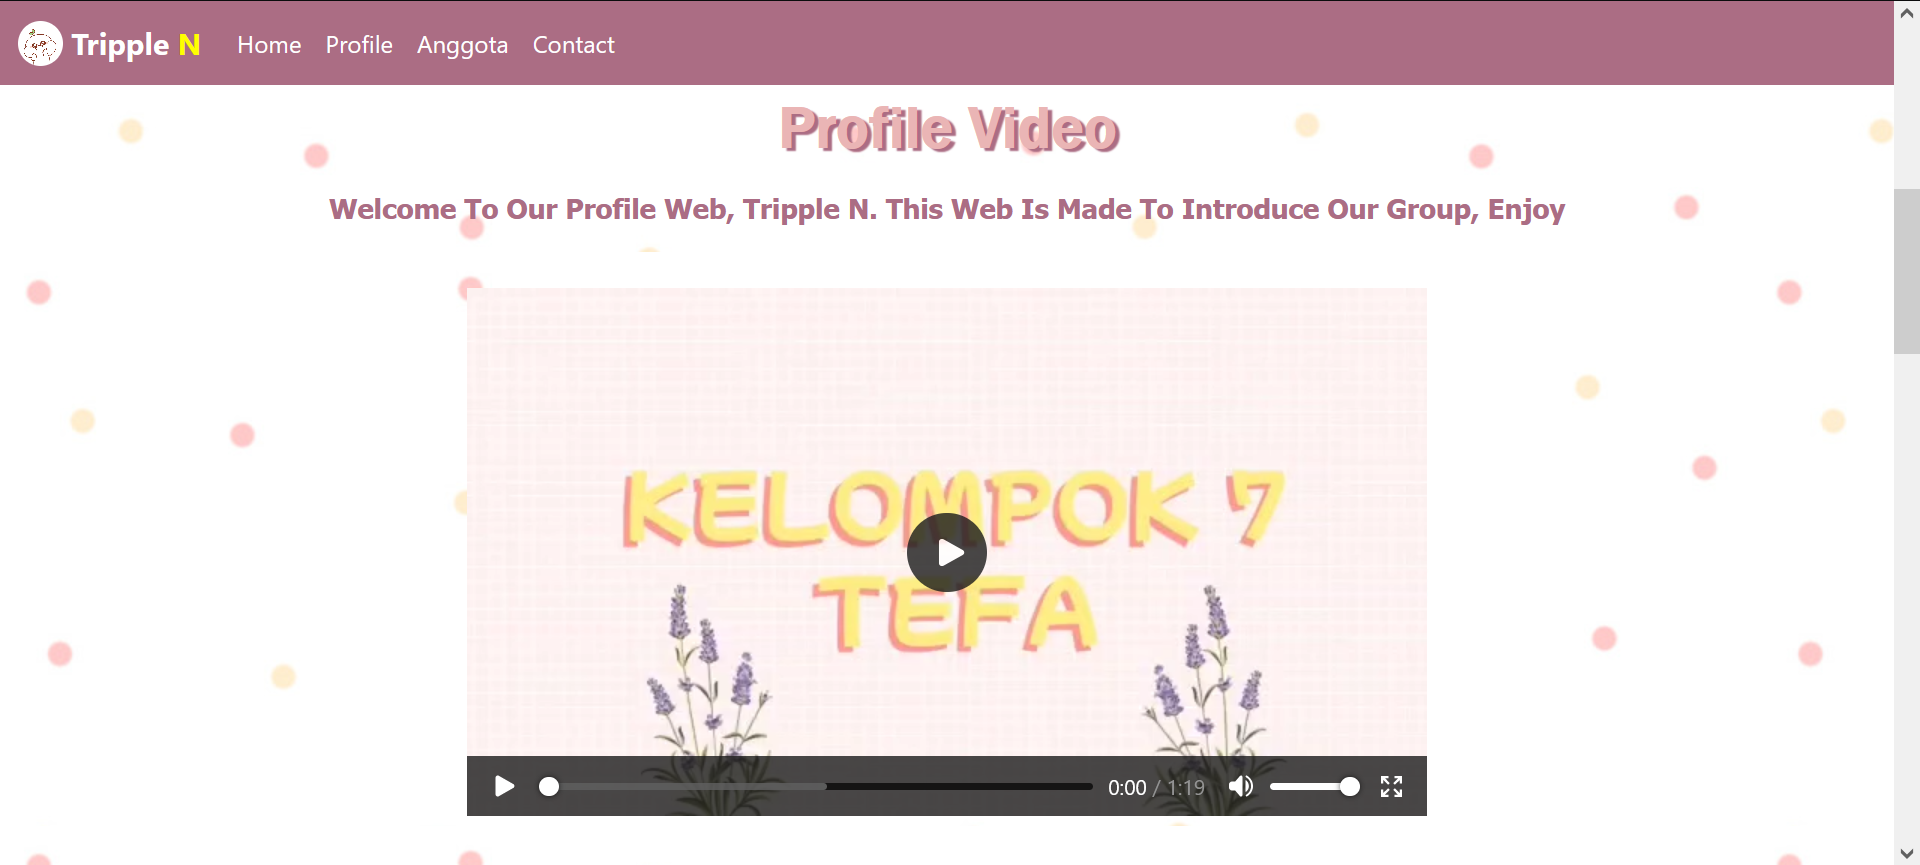 Tripple N Home Profile Anggota Contact
Profile Video
Welcome To Our Profile Web, Tripple N. This Web Is Made To Introduce Our Group, Enjoy
KELOMPOK 7
TEFA
0:00 / 1:19